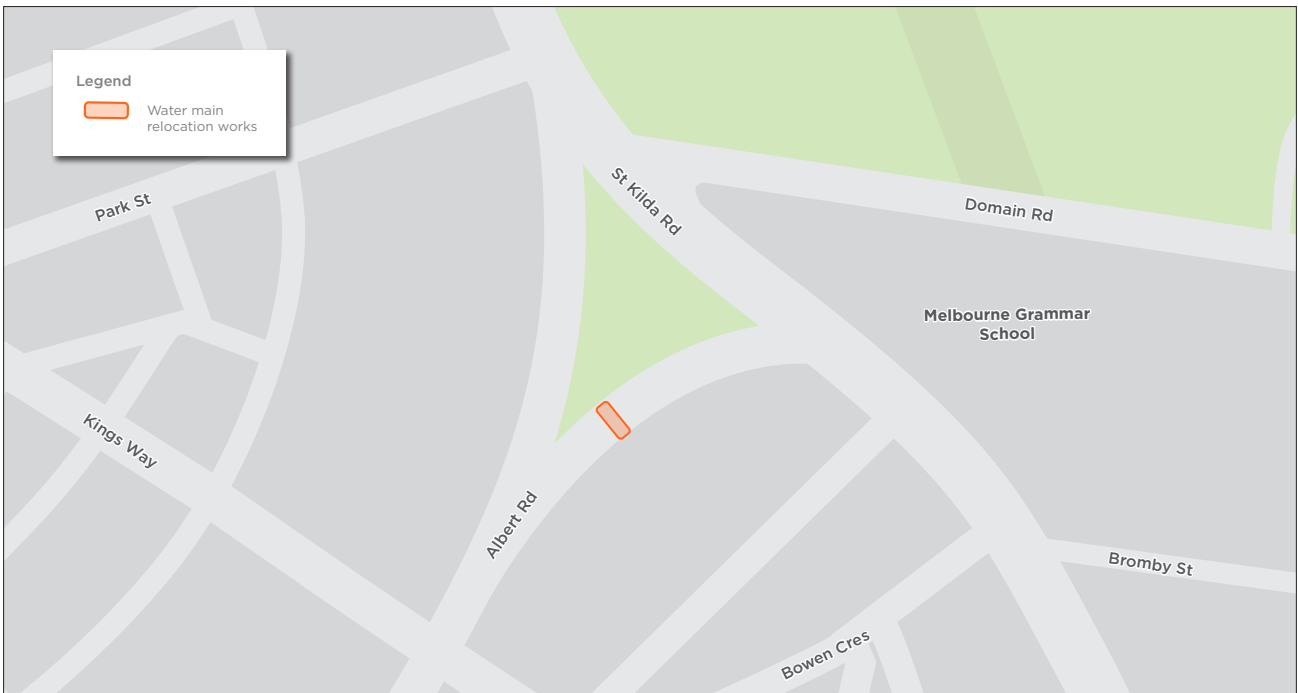 Legend
Water main
relocation works
Park St
St Kilda Rd
Domain Rd
Melbourne Grammar
School
Kings Way
Albert Rd
Bromby St
Bowen Cres